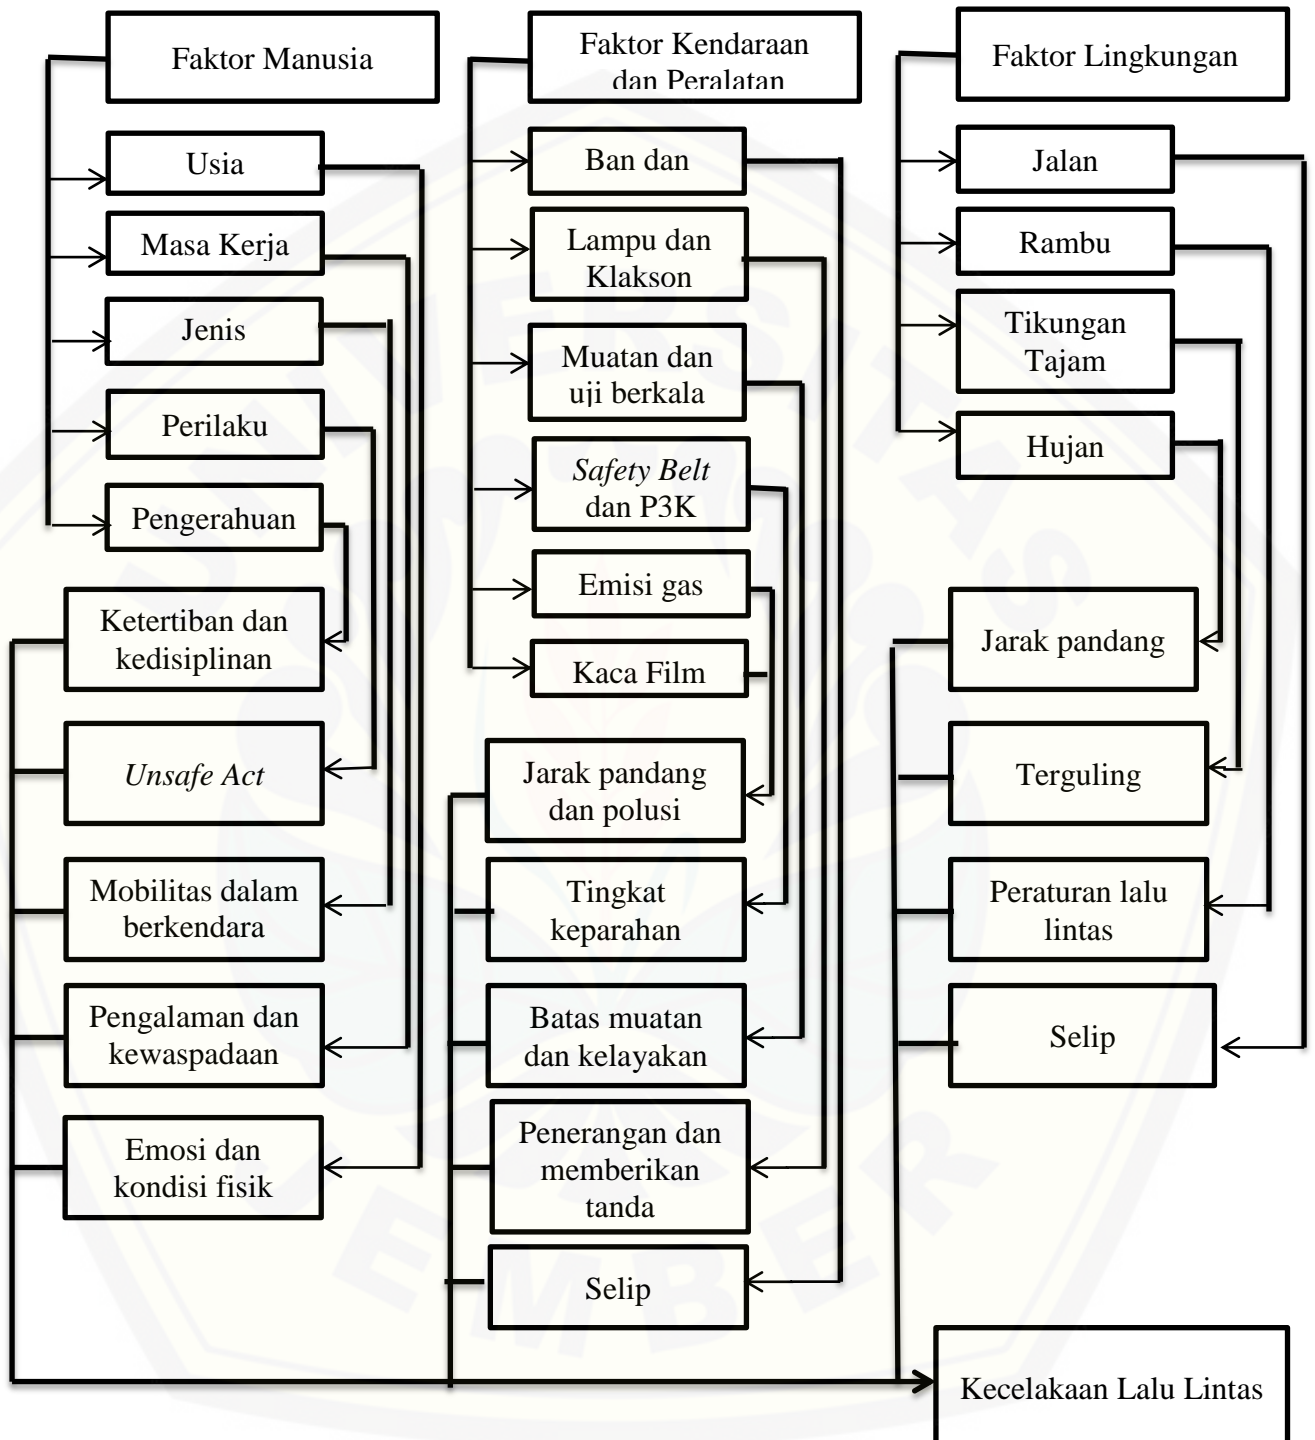 Faktor Manusia
Usia
Masa Kerja
Jenis
Perilaku
Pengerahuan
Ketertiban dan
kedisiplinan
Unsafe Act
Mobilitas dalam
berkendara
Pengalaman dan
kewaspadaan
Emosi dan
kondisi fisik
Faktor Kendaraan
dan Peralatan
Ban dan
Lampu dan
Klakson
Muatan dan
uji berkala
Safety Belt
dan P3K
Emisi gas
Kaca Film
Jarak pandang
dan polusi
Tingkat
keparahan
Batas muatan
dan kelayakan
Penerangan dan
memberikan
tanda
Selip
Faktor Lingkungan
Jalan
Rambu
Tikungan
Tajam
Hujan
Jarak pandang
Terguling
Peraturan lalu
lintas
Selip
Kecelakaan Lalu Lintas
UNIVERSITAS
JEMBER